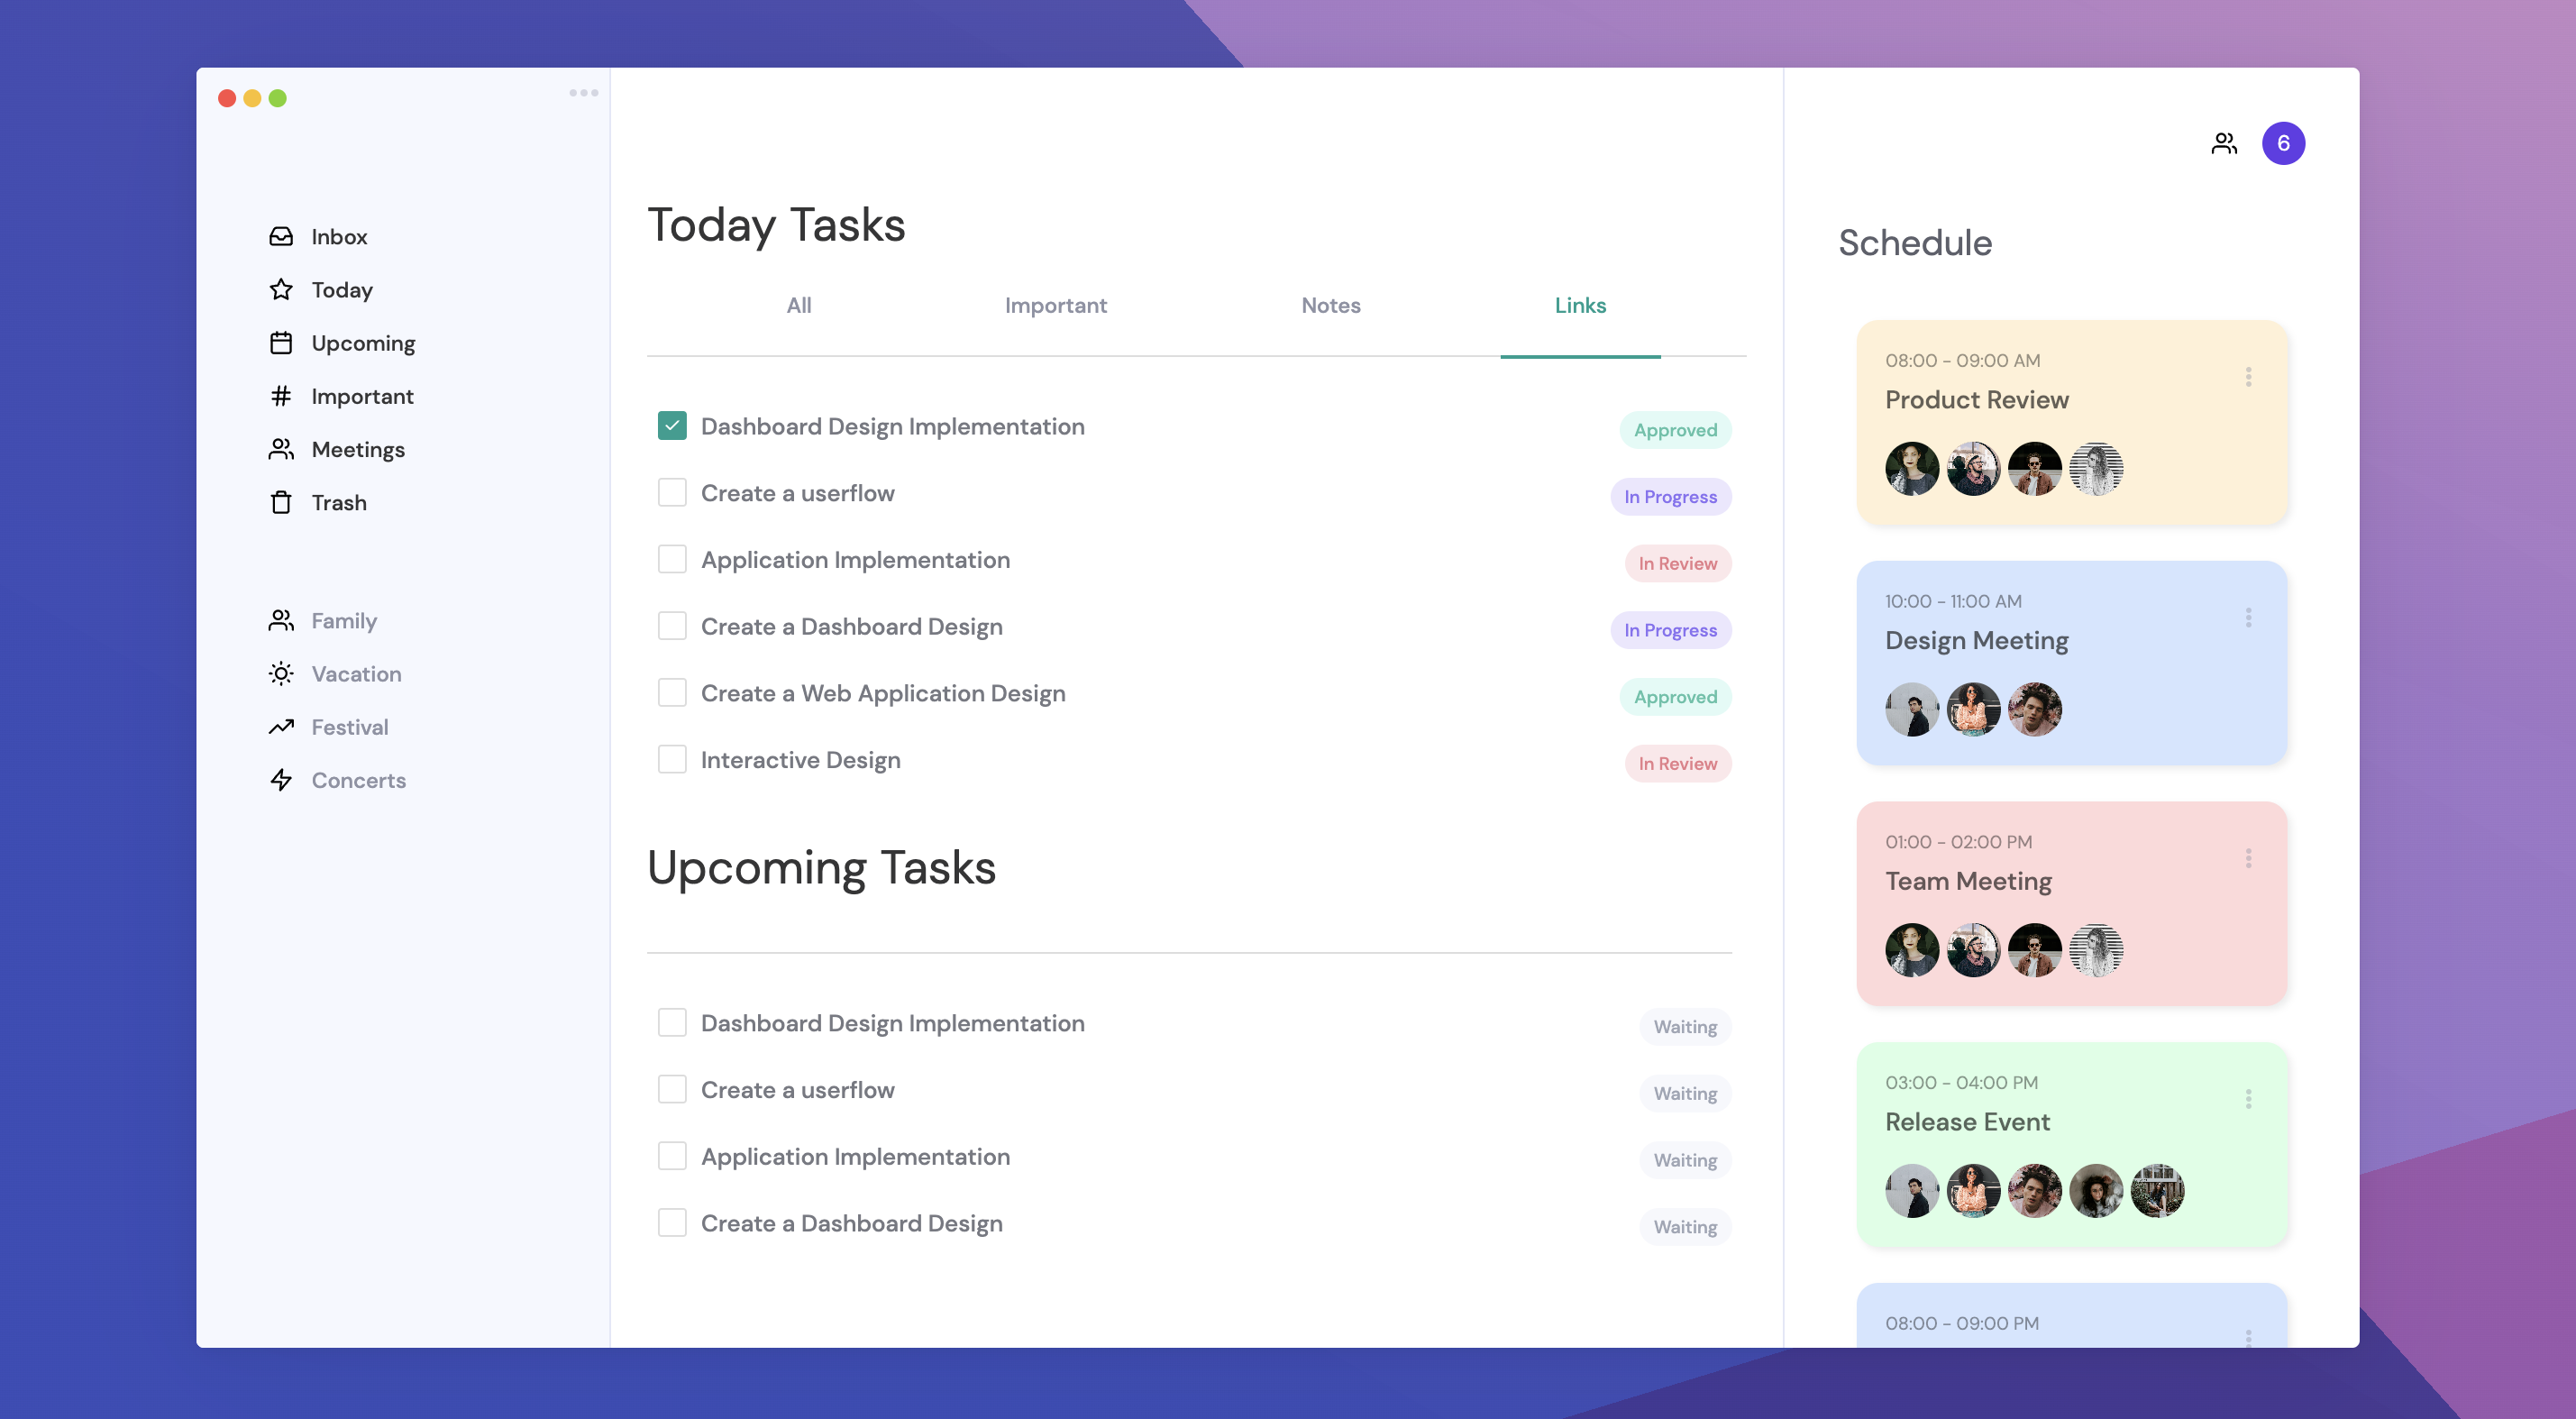 Inbox
Today
Upcoming
Important
Meetings
Trash
Family
Vacation
Festival
Concerts
Today Tasks
All Important Notes Links
Dashboard Design Implementation Approved
Create a userflow In Progress
Application Implementation In Review
Create a Dashboard Design In Progress
Create a Web Application Design Approved
Interactive Design In Review
Upcoming Tasks
Dashboard Design Implementation Waiting
Create a userflow Waiting
Application Implementation Waiting
Create a Dashboard Design Waiting
6
Schedule
08:00 - 09:00 AM
Product Review
10:00 - 11:00 AM
Design Meeting
01:00 - 02:00 PM
Team Meeting
03:00 - 04:00 PM
Release Event
08:00 - 09:00 PM